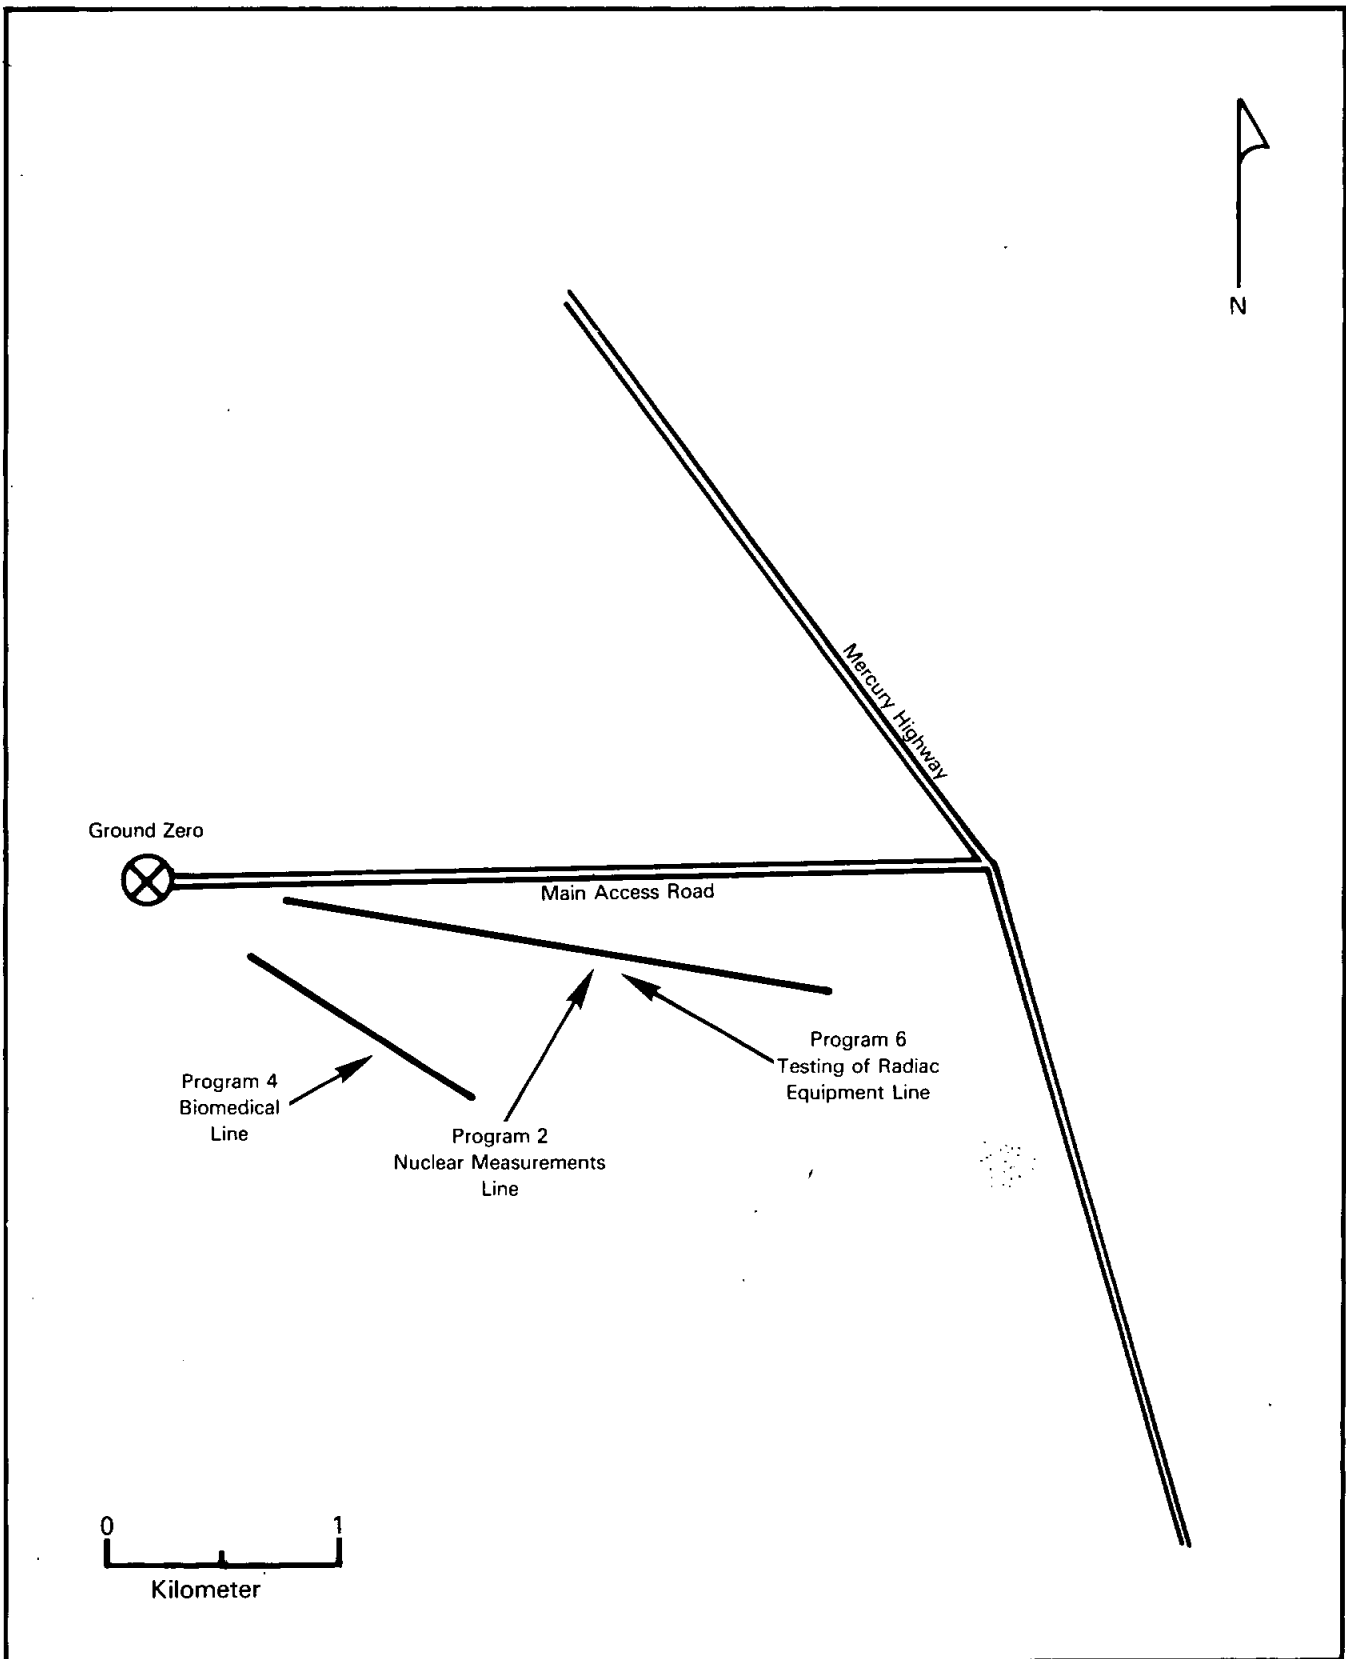 N
Mercury Highway
Ground Zero
Main Access Road
Program 6
Testing of Radiac
Equipment Line
Program 4
Biomedical
Line
Program 2
Nuclear Measurements
Line
0 1
Kilometer